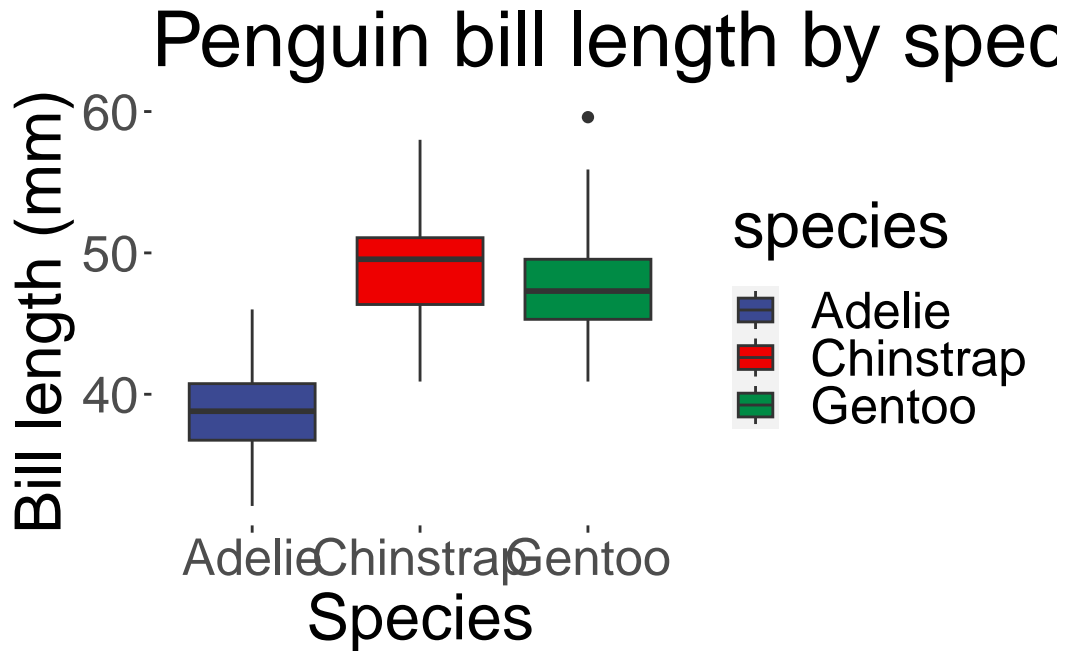 Penguin bill length by spec
Bill length (mm)
60
50
40
Adelie
Chinstrap
Gentoo
Species
species
Adelie
Chinstrap
Gentoo